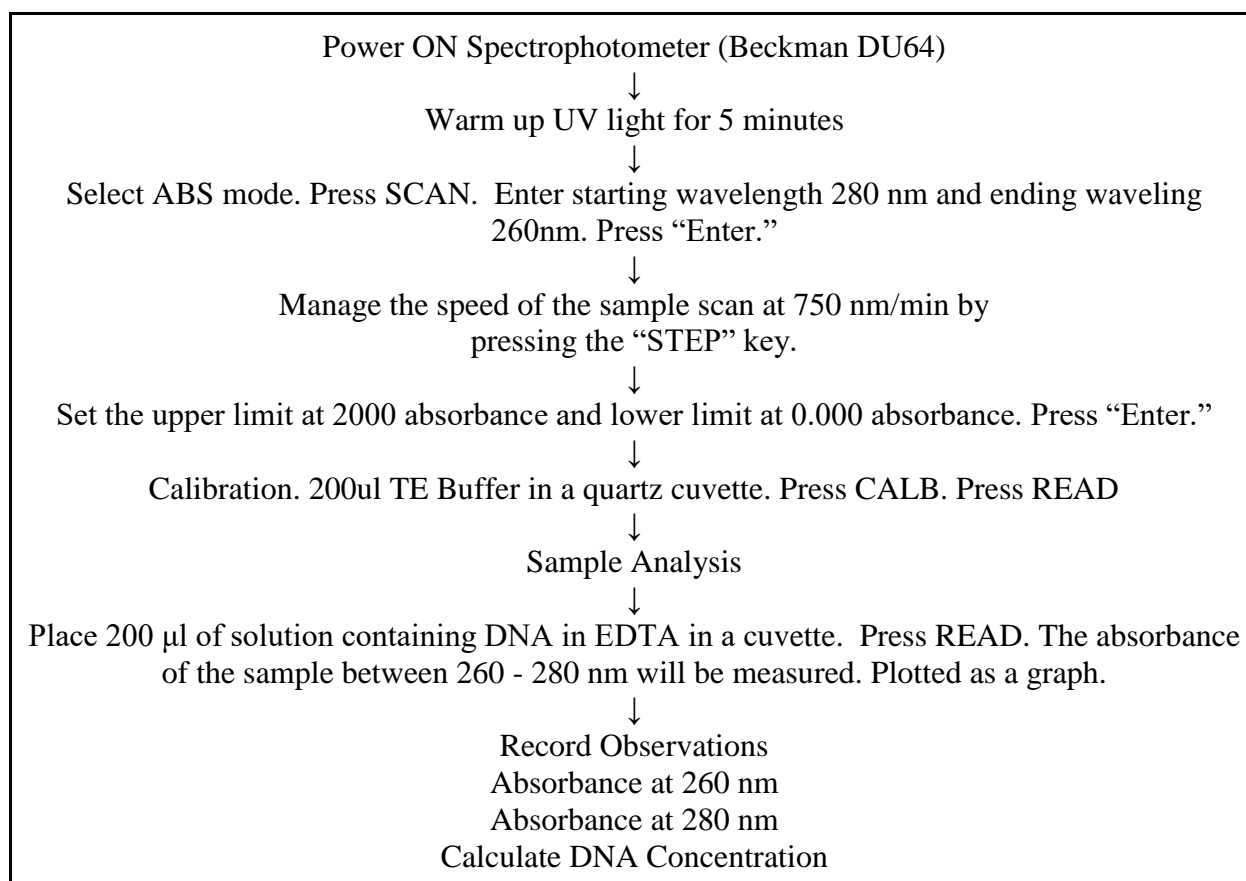 Power ON Spectrophotometer (Beckman DU64)
↓
Warm up UV light for 5 minutes
↓
Select ABS mode. Press SCAN.  Enter starting wavelength 280 nm and ending waveling
260nm. Press “Enter.”
↓
Manage the speed of the sample scan at 750 nm/min by
pressing the “STEP” key.
↓
Set the upper limit at 2000 absorbance and lower limit at 0.000 absorbance. Press “Enter.”
↓
Calibration. 200ul TE Buffer in a quartz cuvette. Press CALB. Press READ
↓
Sample Analysis
↓
Place 200 μl of solution containing DNA in EDTA in a cuvette.  Press READ. The absorbance
of the sample between 260 - 280 nm will be measured. Plotted as a graph.
↓
Record Observations
Absorbance at 260 nm
Absorbance at 280 nm
Calculate DNA Concentration